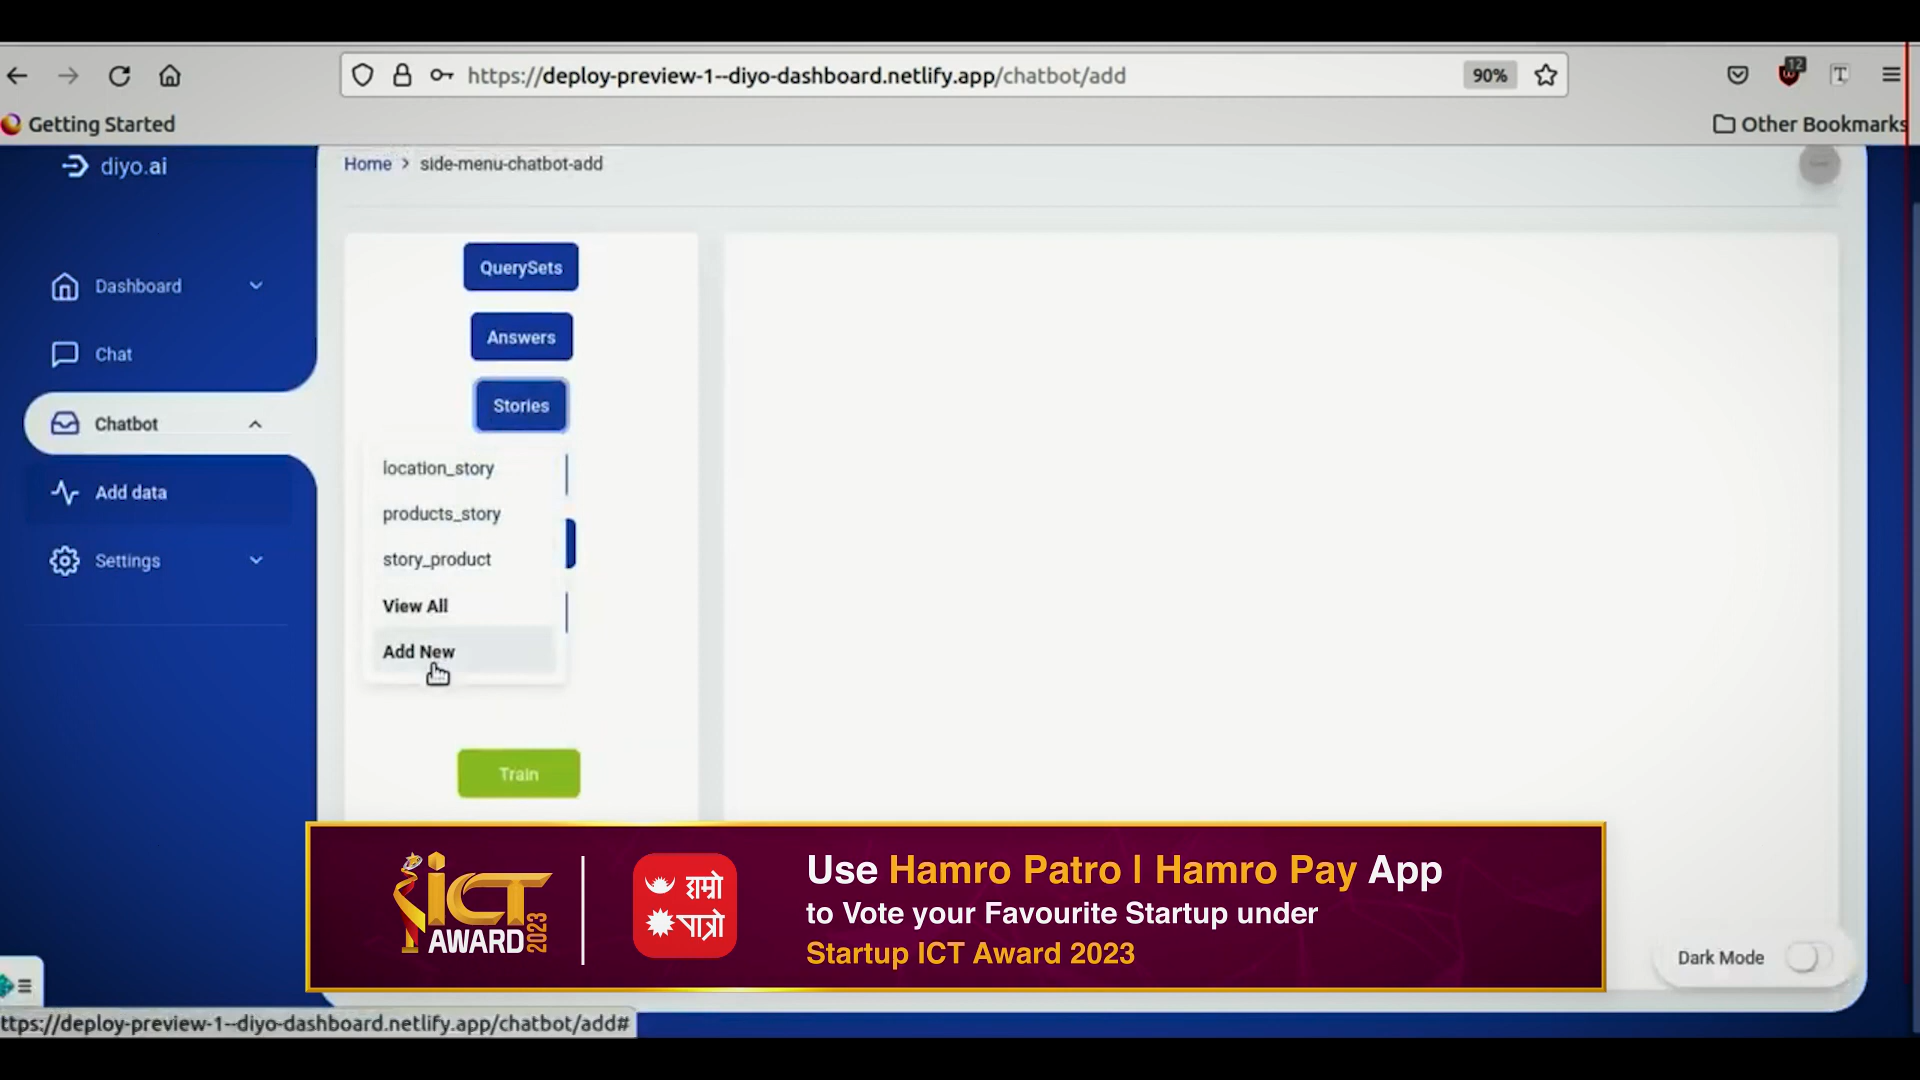 https://deploy-preview-1--diyo-dashboard.netlify.app/chatbot/add
90%
12
T
Getting Started
Other Bookmarks
diyo.ai
Home > side-menu-chatbot-add
Dashboard
Chat
Chatbot
Add data
Settings
QuerySets
Answers
Stories
location_story
products_story
story_product
View All
Add New
Train
ICT
AWARD 2023
हाम्रो
पात्रो
Use Hamro Patro | Hamro Pay App
to Vote your Favourite Startup under
Startup ICT Award 2023
Dark Mode
ttps://deploy-preview-1--diyo-dashboard.netlify.app/chatbot/add#